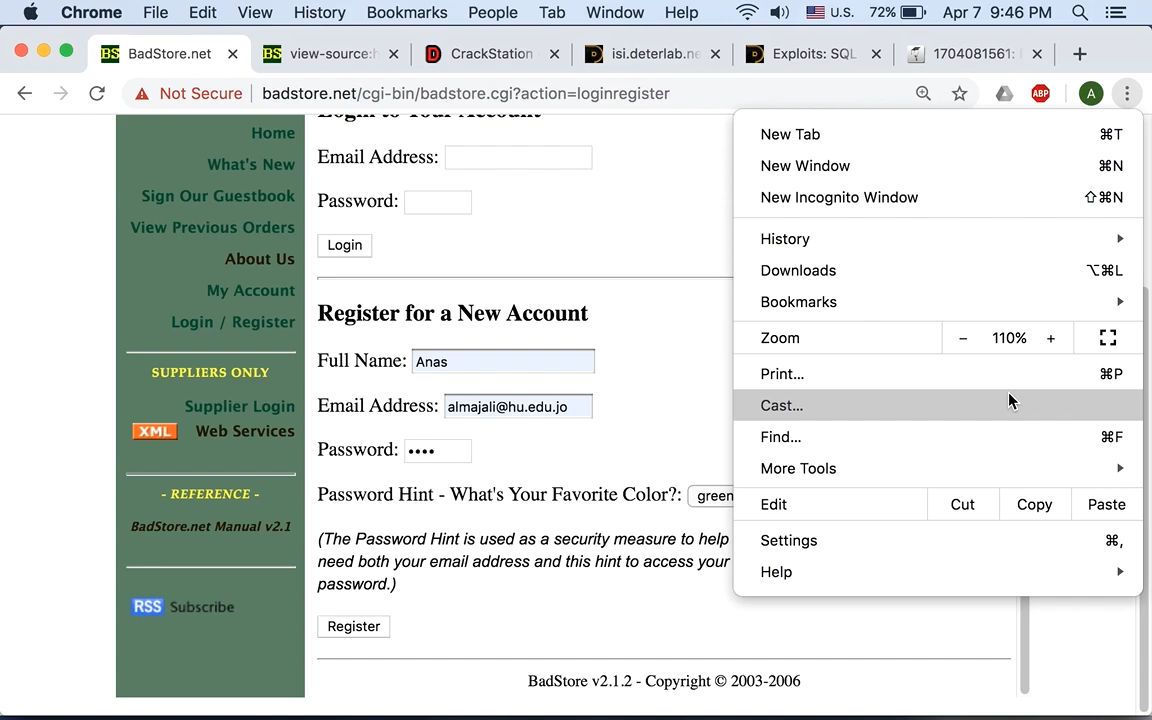 Chrome File Edit View History Bookmarks People Tab Window Help U.S. 72% Apr 7 9:46 PM
BS BadStore.net BS view-source:h D CrackStation isi.deterlab.ne Exploits: SQL 1704081561:
Not Secure badstore.net/cgi-bin/badstore.cgi?action=loginregister ABP A
Login to Your Account
Home
What's New
Sign Our Guestbook
View Previous Orders
About Us
My Account
Login / Register
SUPPLIERS ONLY
Supplier Login
XML Web Services
- REFERENCE -
BadStore.net Manual v2.1
RSS Subscribe
Email Address:
Password:
Login
Register for a New Account
Full Name: Anas
Email Address: almajali@hu.edu.jo
Password: ••••
Password Hint - What's Your Favorite Color?: green
(The Password Hint is used as a security measure to help
need both your email address and this hint to access your
password.)
Register
BadStore v2.1.2 - Copyright © 2003-2006
New Tab ⌘T
New Window ⌘N
New Incognito Window ⇧⌘N
History
Downloads ⌥⌘L
Bookmarks
Zoom − 110% +
Print... ⌘P
Cast...
Find... ⌘F
More Tools
Edit Cut Copy Paste
Settings ⌘,
Help